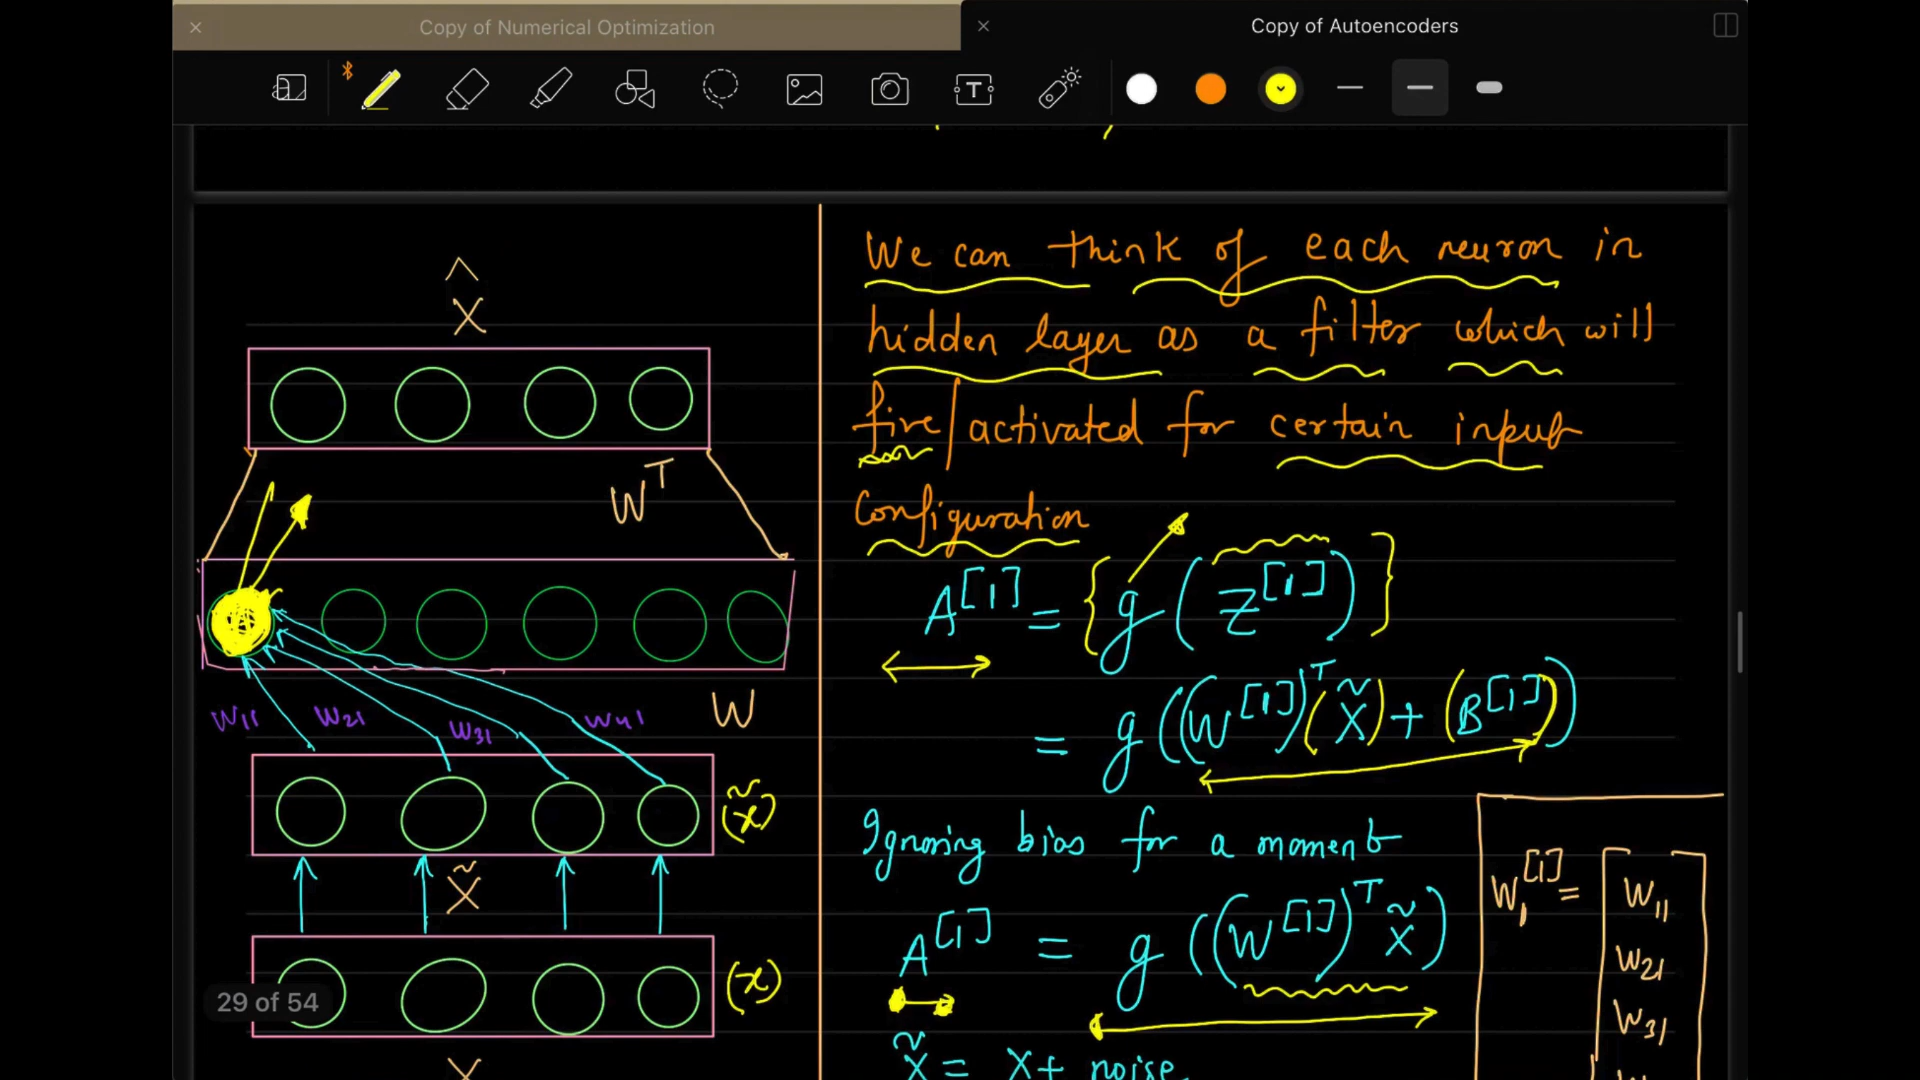 Copy of Numerical Optimization
Copy of Autoencoders
X̂
W^T
W₁₁ W₂₁ W₃₁ W₄₁ W
(x̃)
X̃
(x)
29 of 54
X
We can think of each neuron in
hidden layer as a filter which will
fire/activated for certain input
Configuration
A^[1] = {g(Z^[1])}
= g((W^[1])^T(X̃) + (B^[1]))
Ignoring bias for a moment
A^[1] = g((W^[1])^T X̃)
X̃ = X + noise
W₁^[1] = [W₁₁
W₂₁
W₃₁